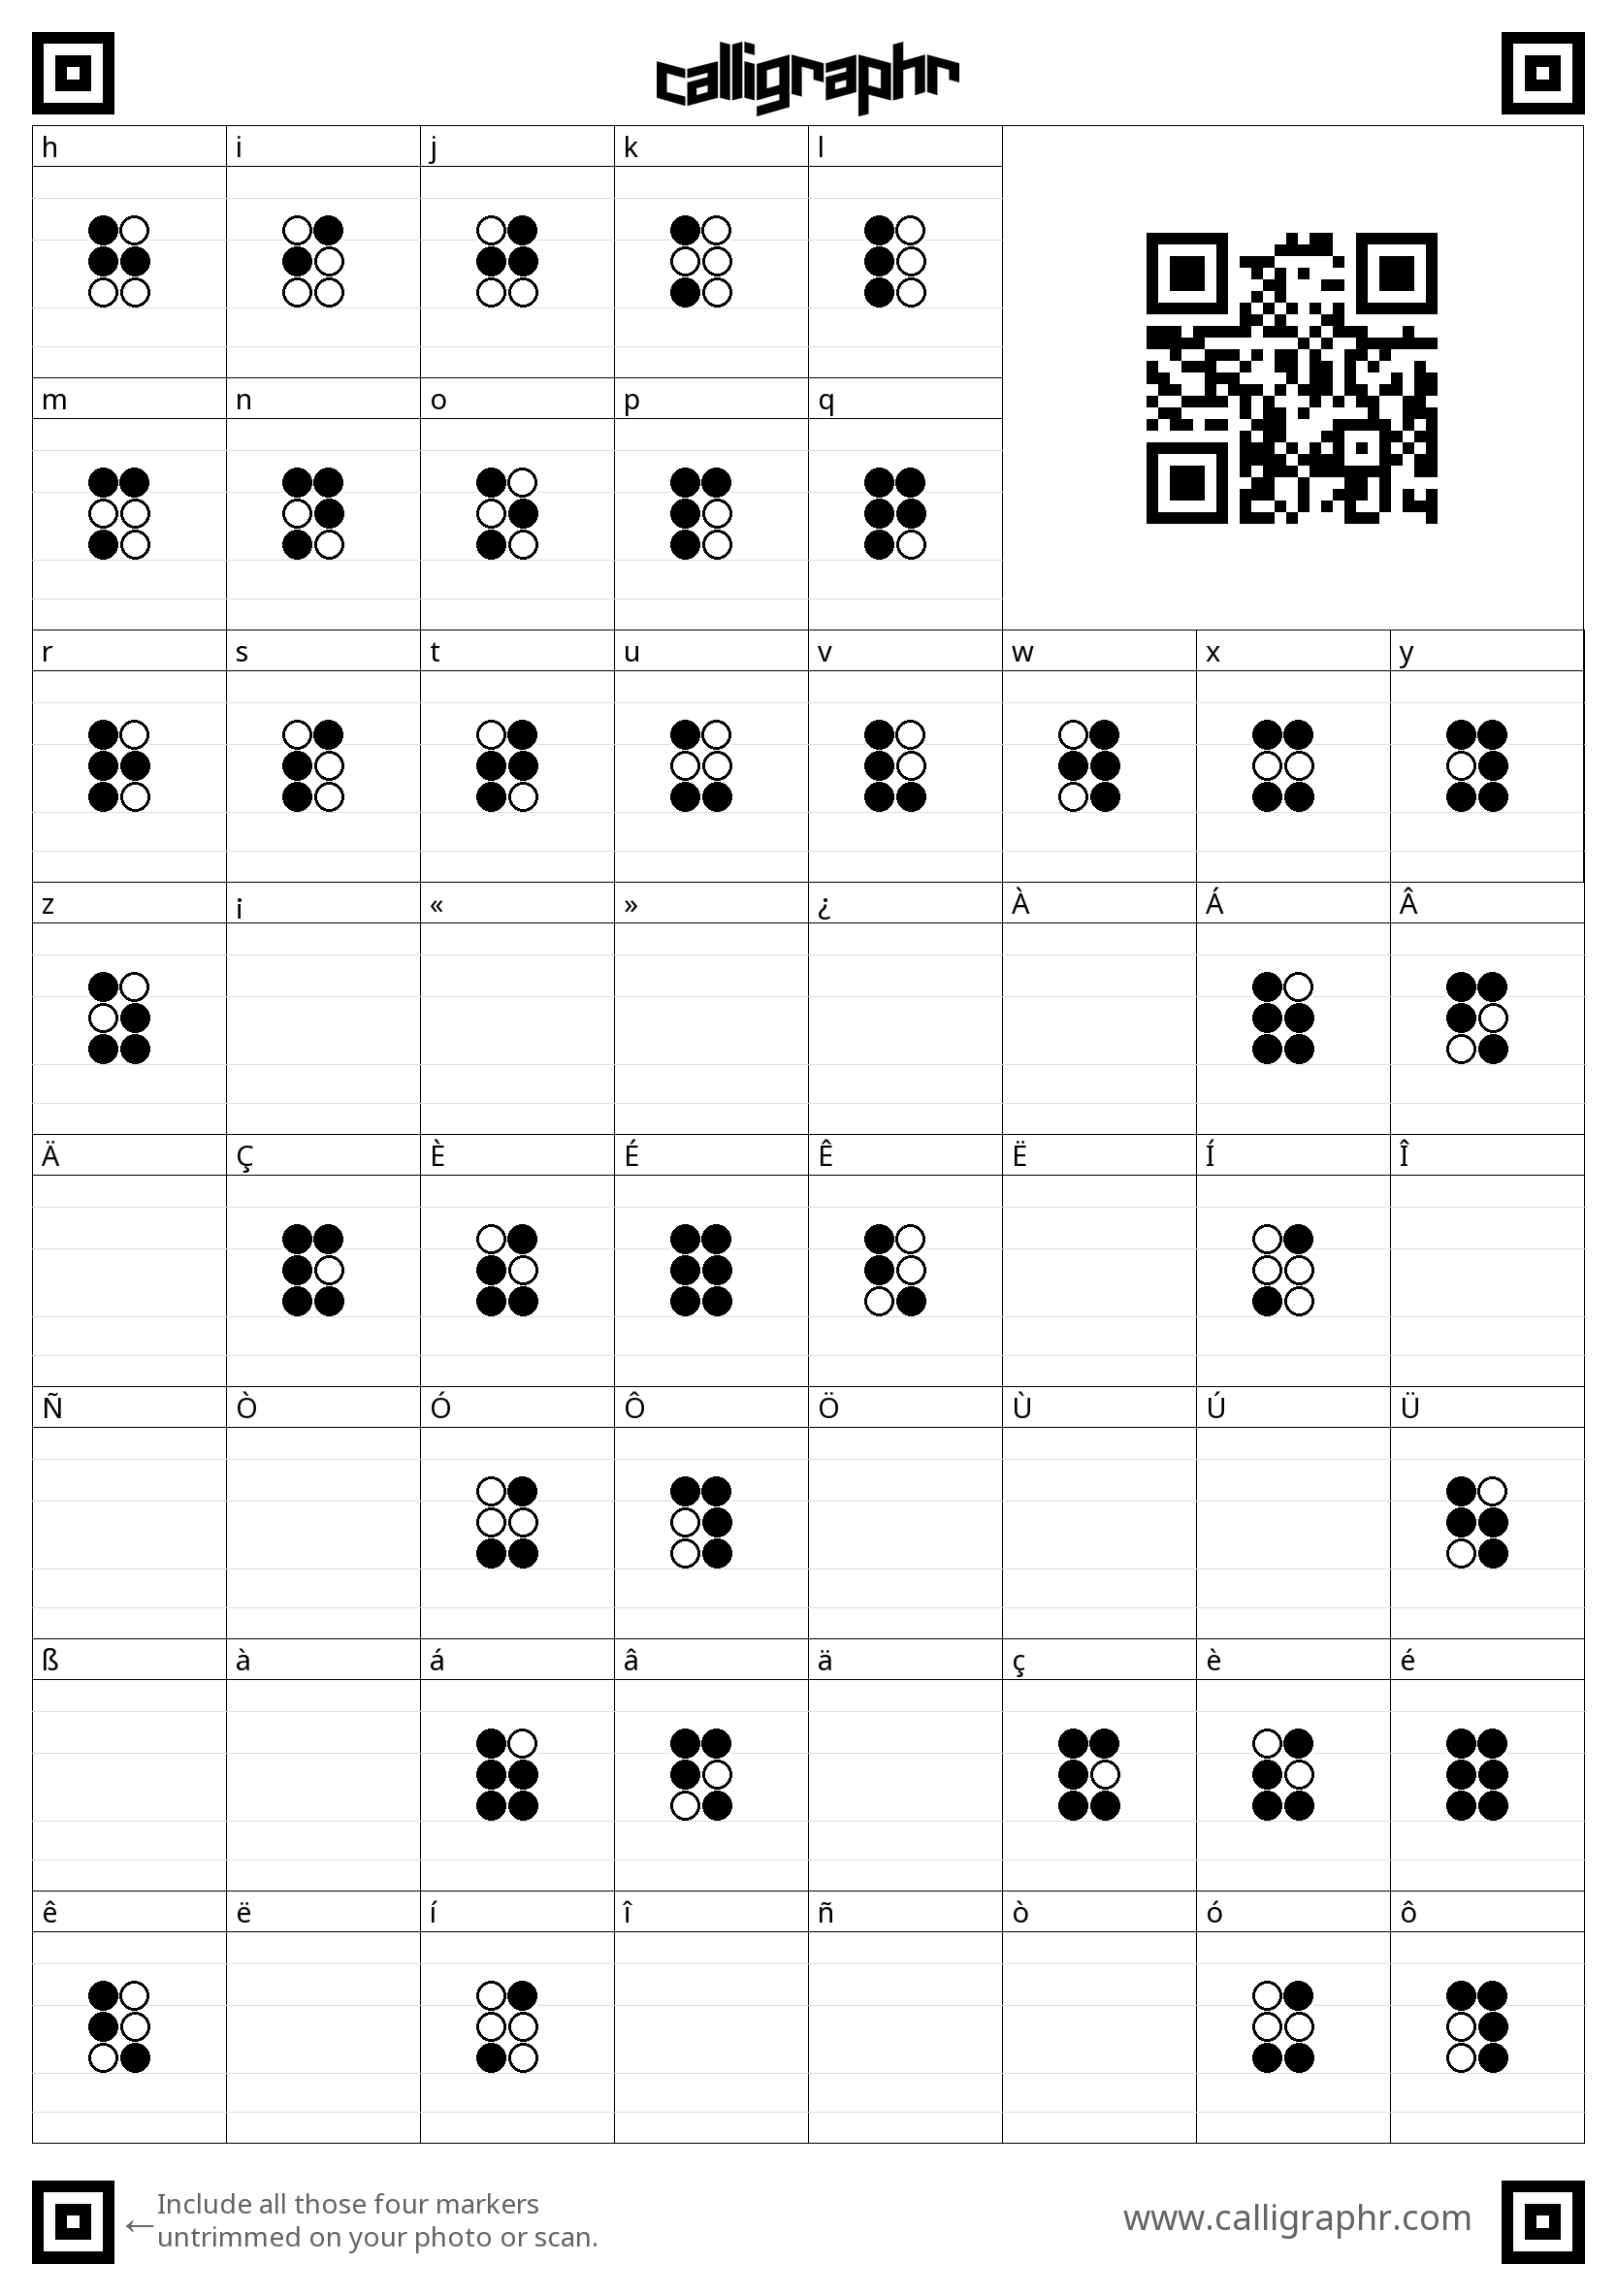 calligraphr
h i j k l
⠓ ⠊ ⠚ ⠅ ⠇
m n o p q
⠍ ⠝ ⠕ ⠏ ⠟
r s t u v w x y
⠗ ⠎ ⠞ ⠥ ⠧ ⠺ ⠭ ⠽
z ¡ « » ¿ À Á Â
⠵ ⠷ ⠫
Ä Ç È É Ê Ë Í Î
⠯ ⠮ ⠿ ⠣ ⠌
Ñ Ò Ó Ô Ö Ù Ú Ü
⠬ ⠹ ⠳
ß à á â ä ç è é
⠷ ⠫ ⠯ ⠮ ⠿
ê ë í î ñ ò ó ô
⠣ ⠌ ⠬ ⠹
←Include all those four markers
untrimmed on your photo or scan.
www.calligraphr.com